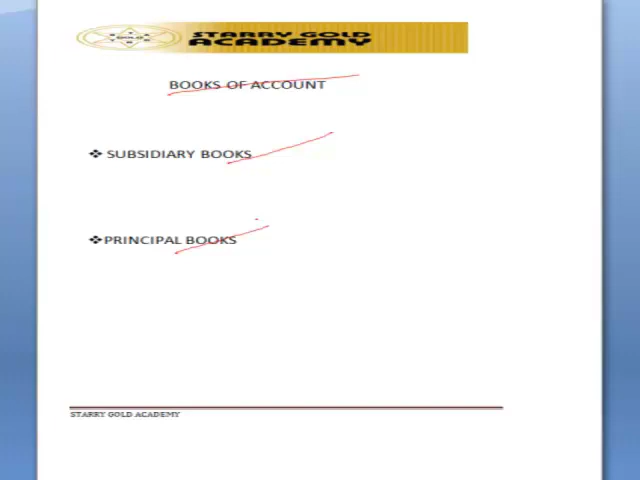 STARRY GOLD
ACADEMY
BOOKS OF ACCOUNT
❖ SUBSIDIARY BOOKS
❖PRINCIPAL BOOKS
STARRY GOLD ACADEMY